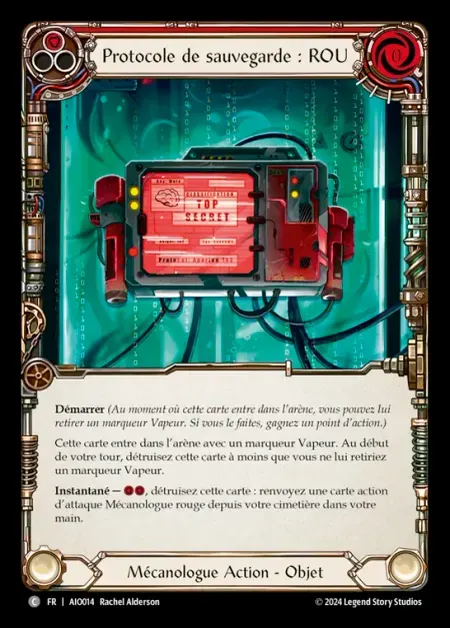 Protocole de sauvegarde : ROU
0
CLASSIFICATION
TOP
SECRET
Démarrer (Au moment où cette carte entre dans l'arène, vous pouvez lui
retirer un marqueur Vapeur. Si vous le faites, gagnez un point d'action.)
Cette carte entre dans l'arène avec un marqueur Vapeur. Au début
de votre tour, détruisez cette carte à moins que vous ne lui retiriez
un marqueur Vapeur.
Instantané — , détruisez cette carte : renvoyez une carte action
d'attaque Mécanologue rouge depuis votre cimetière dans votre
main.
Mécanologue Action - Objet
C FR | AIO014 Rachel Alderson
© 2024 Legend Story Studios